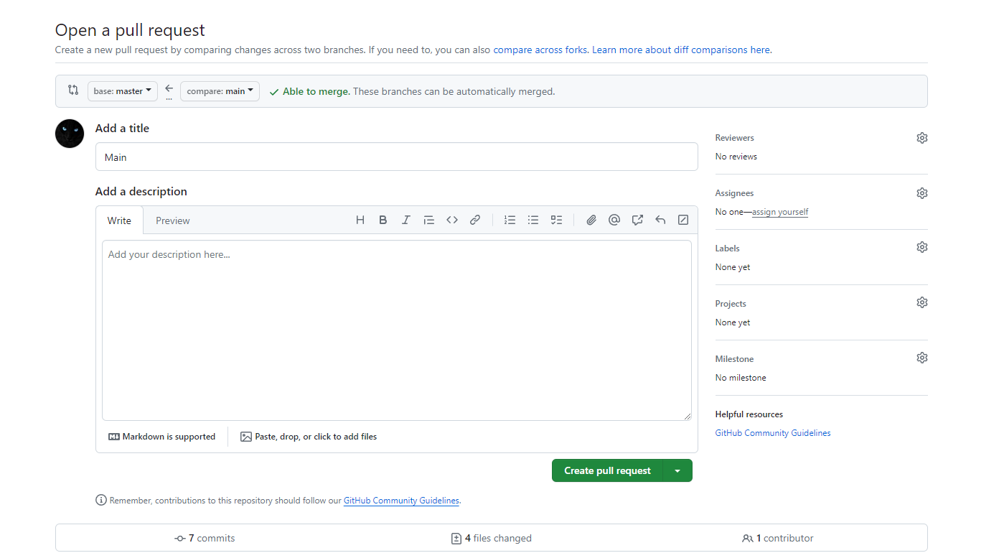 Open a pull request
Create a new pull request by comparing changes across two branches. If you need to, you can also compare across forks. Learn more about diff comparisons here.
base: master ... compare: main Able to merge. These branches can be automatically merged.
Add a title
Main
Add a description
Write Preview
Add your description here...
Markdown is supported Paste, drop, or click to add files
Create pull request
Remember, contributions to this repository should follow our GitHub Community Guidelines.
Reviewers
No reviews
Assignees
No one—assign yourself
Labels
None yet
Projects
None yet
Milestone
No milestone
Helpful resources
GitHub Community Guidelines
7 commits 4 files changed 1 contributor